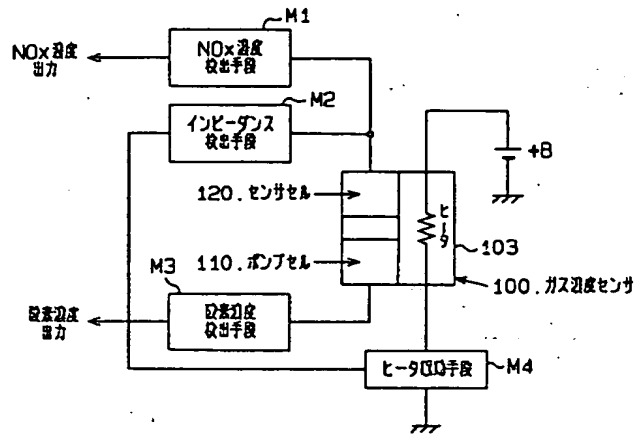 M1
NOx濃度
検出手段
NOx濃度
出力
M2
インピーダンス
検出手段
+B
120.センサセル
ヒータ
103
110.ポンプセル
100.ガス濃度センサ
M3
酸素濃度
検出手段
酸素濃度
出力
ヒータ制御手段
M4